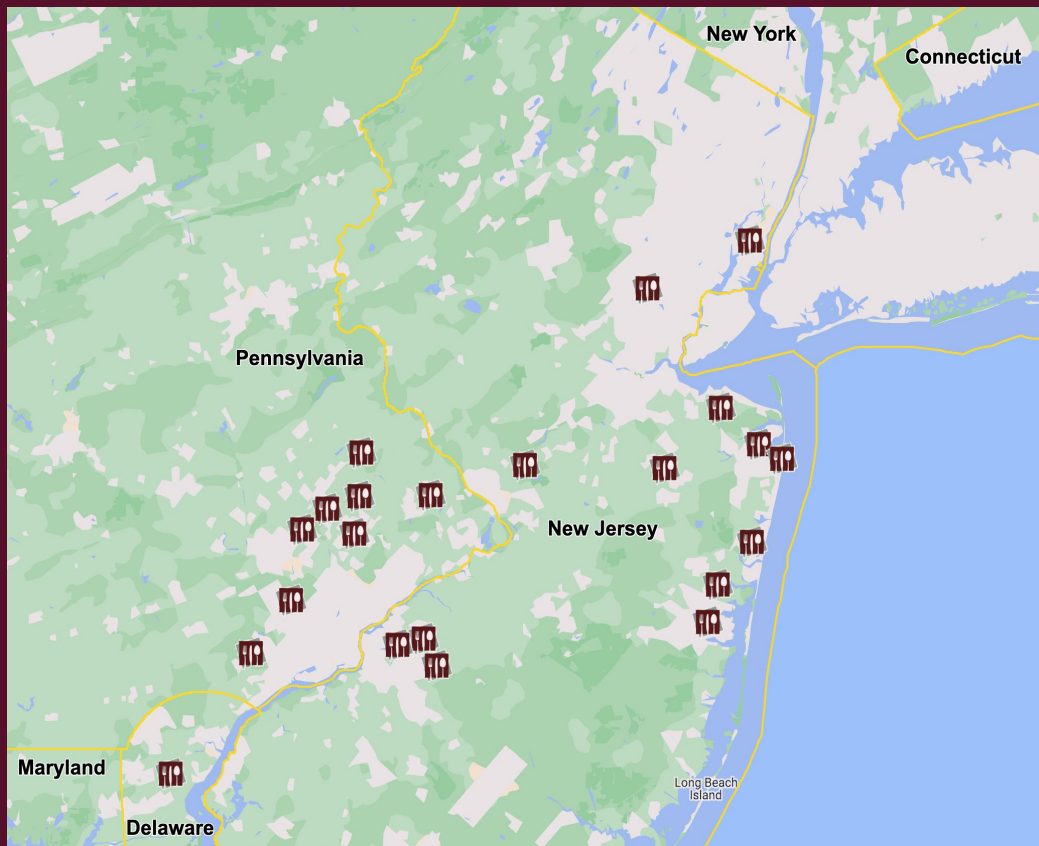 New York
Connecticut
Pennsylvania
New Jersey
Maryland
Long Beach
Island
Delaware